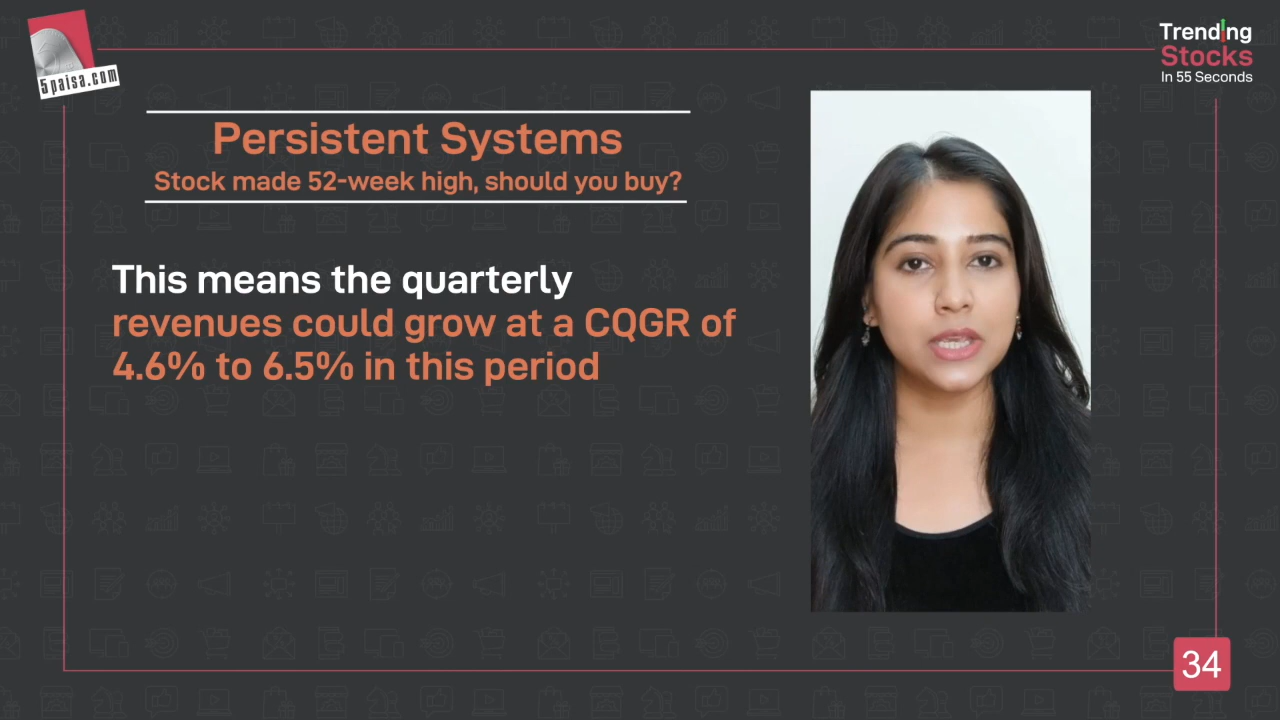 5paisa.com
Trending
Stocks
In 55 Seconds
Persistent Systems
Stock made 52-week high, should you buy?
This means the quarterly
revenues could grow at a CQGR of
4.6% to 6.5% in this period
34